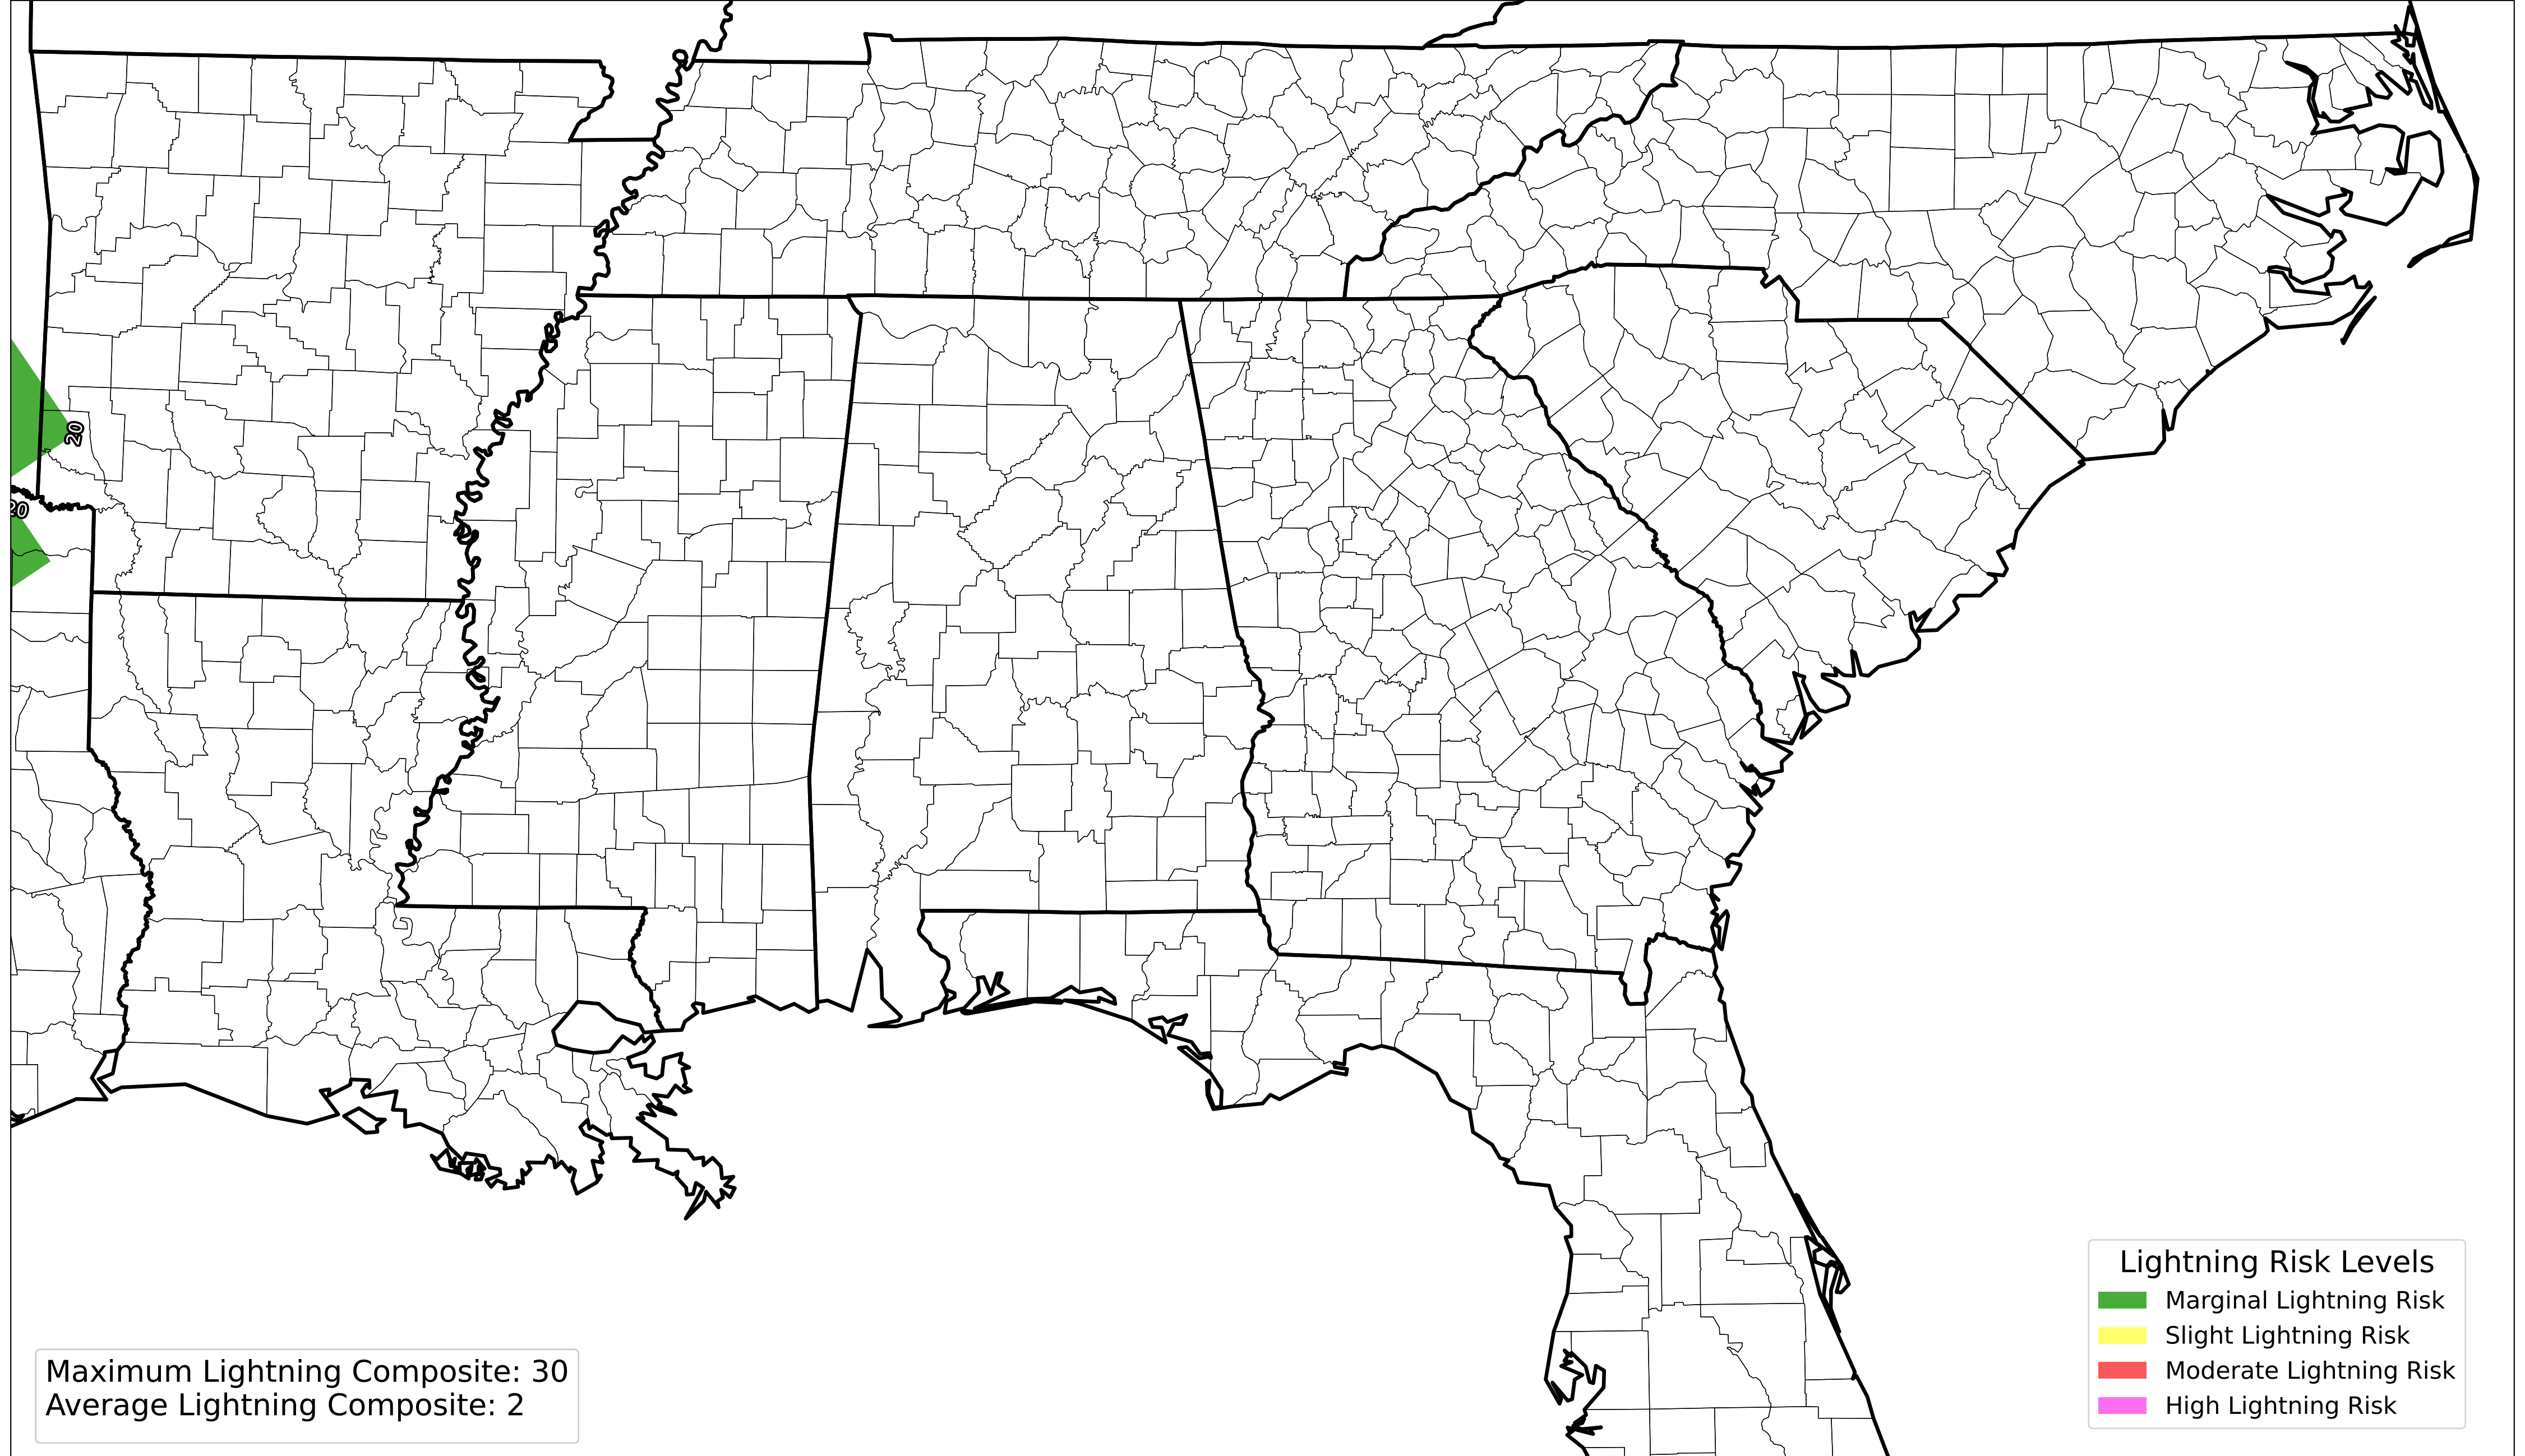 20
20
Lightning Risk Levels
Marginal Lightning Risk
Slight Lightning Risk
Moderate Lightning Risk
High Lightning Risk
Maximum Lightning Composite: 30
Average Lightning Composite: 2